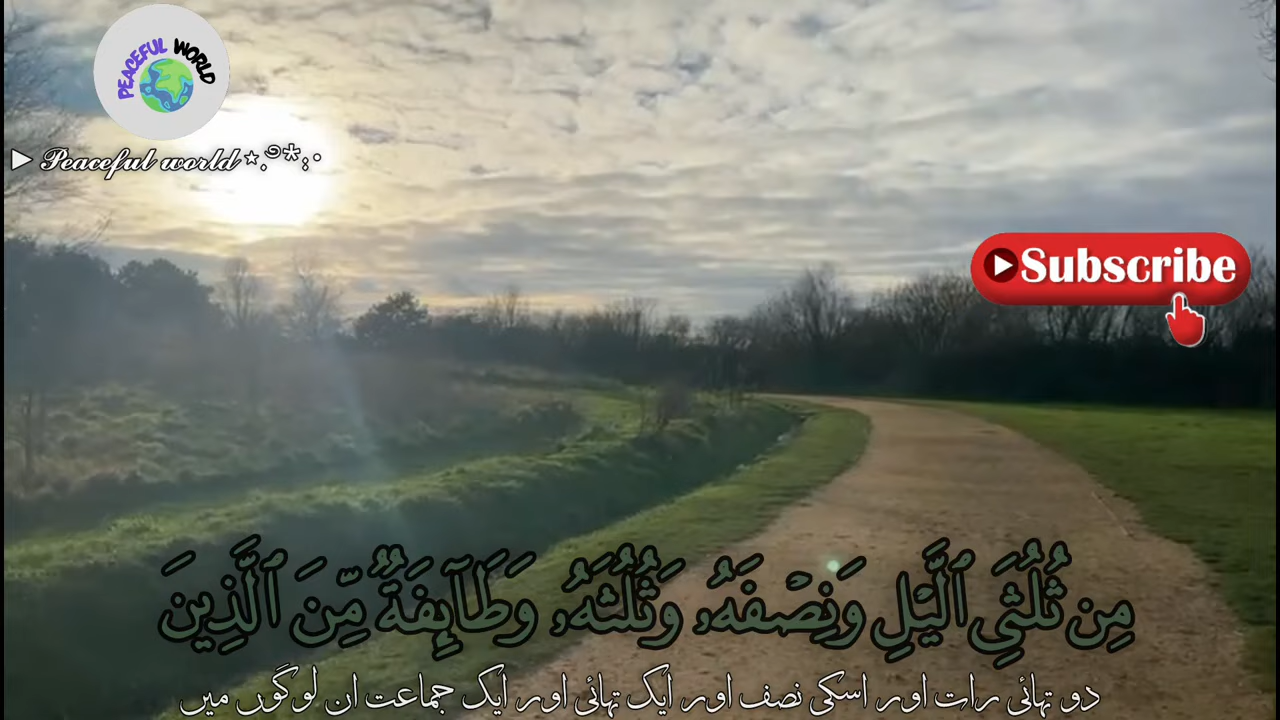 PEACEFUL WORLD
Peaceful world
Subscribe
مِن ثُلُثَىِ ٱلَّيْلِ وَنِصْفَهُۥ وَثُلُثَهُۥ وَطَآئِفَةٌ مِّنَ ٱلَّذِينَ
دو تہائی رات اور اسکی نصف اور ایک تہائی اور ایک جماعت ان لوگوں میں